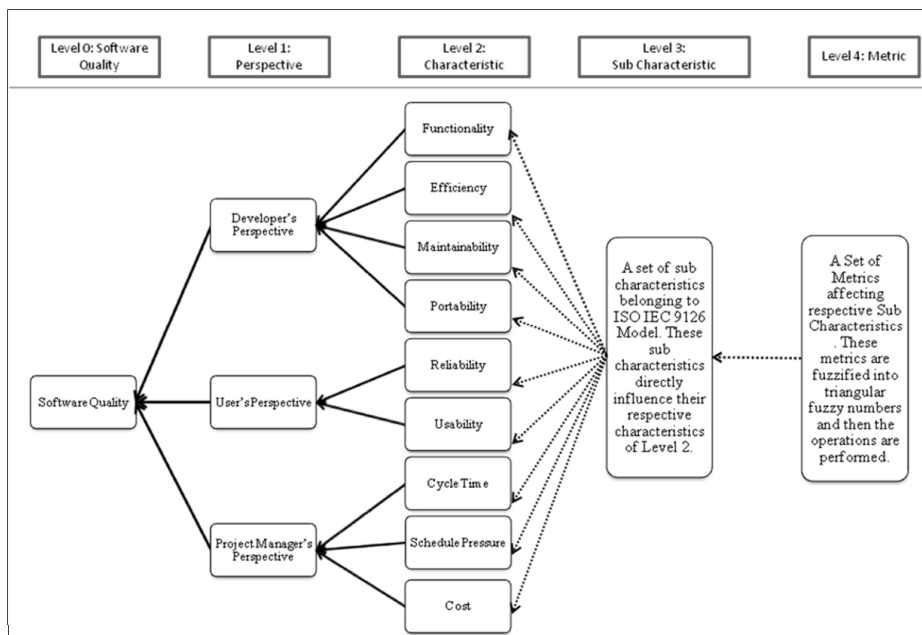 Level 0: Software
Quality
Level 1:
Perspective
Level 2:
Characteristic
Level 3:
Sub Characteristic
Level 4: Metric
Functionality
Efficiency
Developer's
Perspective
Maintainability
Portability
Reliability
Software Quality
User's Perspective
Usability
Cycle Time
Project Manager's
Perspective
Schedule Pressure
Cost
A set of sub
characteristics
belonging to
ISO IEC 9126
Model. These
sub
characteristics
directly
influence their
respective
characteristics
of Level 2.
A Set of
Metrics
affecting
respective Sub
Characteristics
. These
metrics are
fuzzified into
triangular
fuzzy numbers
and then the
operations are
performed.